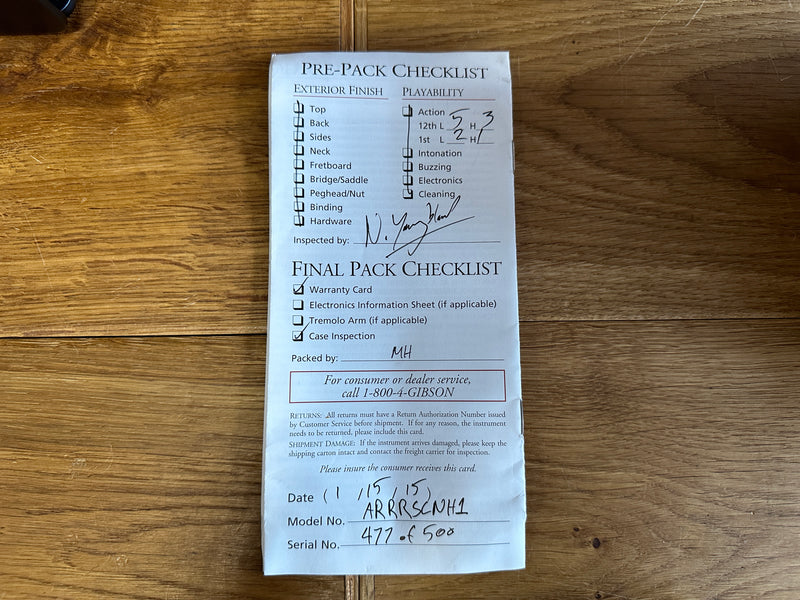 PRE-PACK CHECKLIST
EXTERIOR FINISH
Top
Back
Sides
Neck
Fretboard
Bridge/Saddle
Peghead/Nut
Binding
Hardware
PLAYABILITY
Action
12th L 5 H 3
1st L 2 H 1
Intonation
Buzzing
Electronics
Cleaning
Inspected by: N.
FINAL PACK CHECKLIST
Warranty Card
Electronics Information Sheet (if applicable)
Tremolo Arm (if applicable)
Case Inspection
Packed by: MH
For consumer or dealer service,
call 1-800-4-GIBSON
RETURNS: All returns must have a Return Authorization Number issued
by Customer Service before shipment. If for any reason, the instrument
needs to be returned, please include this card.
SHIPMENT DAMAGE: If the instrument arrives damaged, please keep the
shipping carton intact and contact the freight carrier for inspection.
Please insure the consumer receives this card.
Date (1/15/15)
Model No. ARRRSCNH1
Serial No. 477 of 500